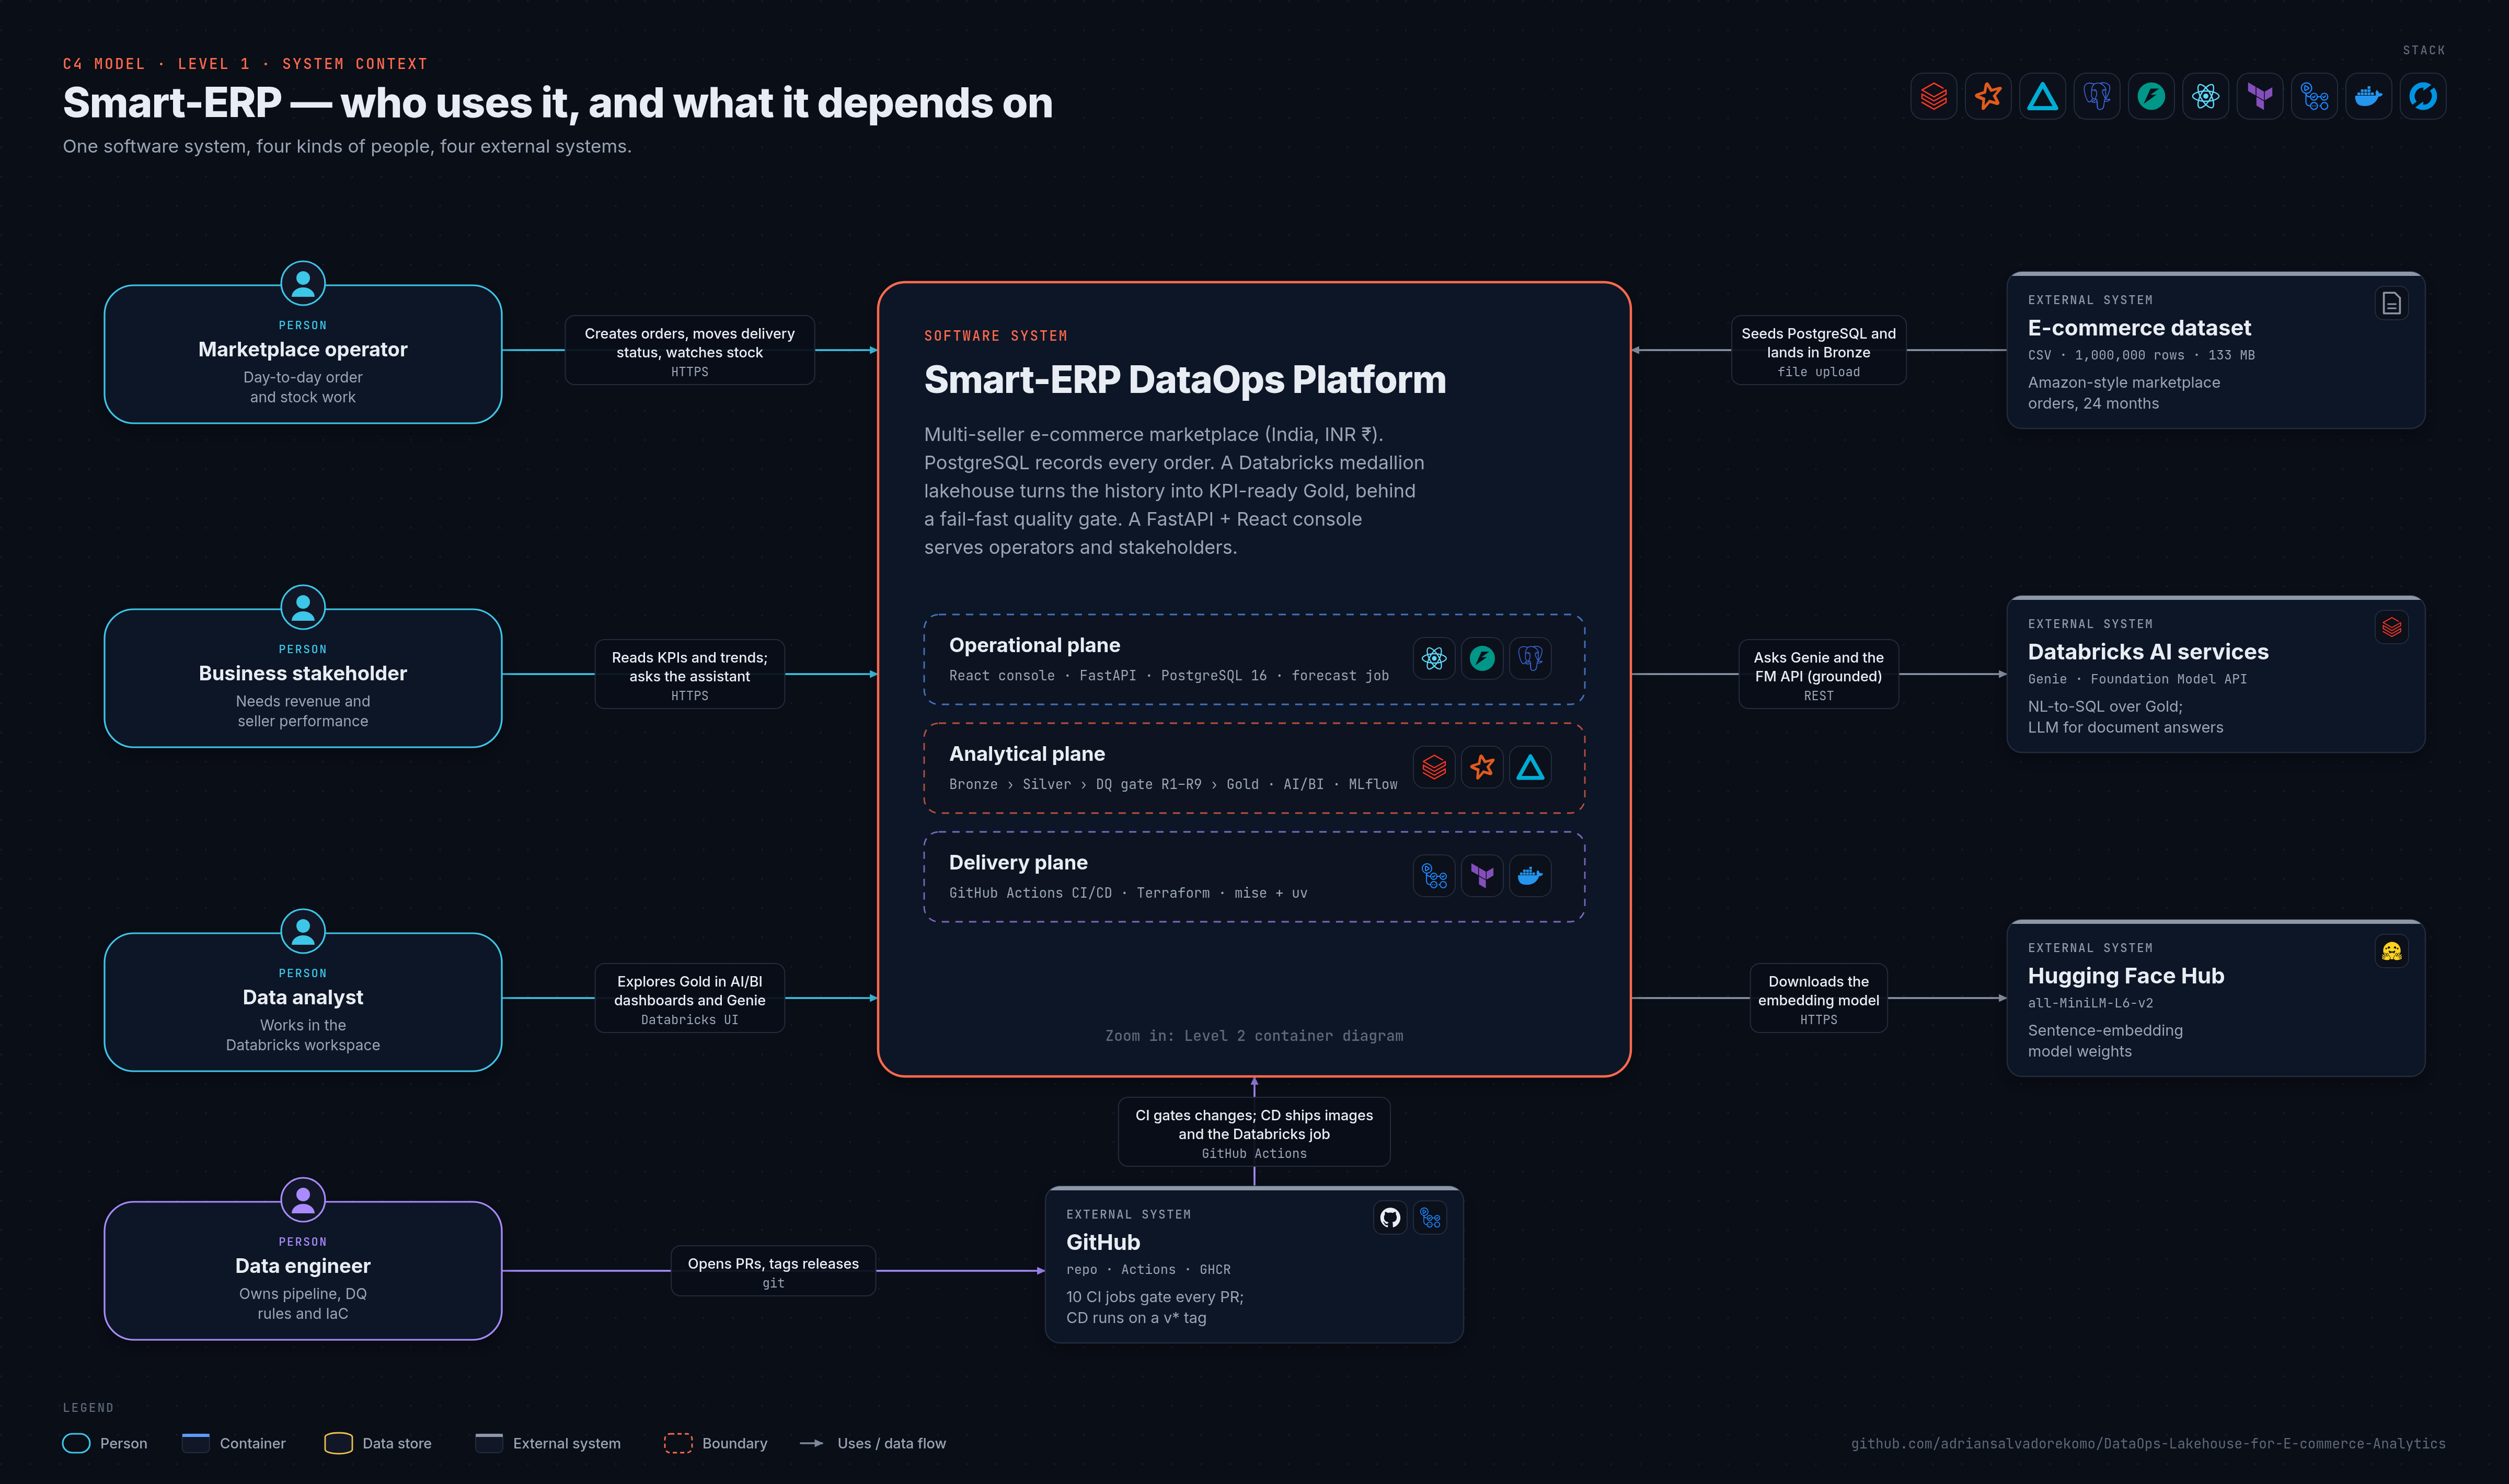 C4 MODEL · LEVEL 1 · SYSTEM CONTEXT
Smart-ERP — who uses it, and what it depends on
One software system, four kinds of people, four external systems.
STACK
PERSON
Marketplace operator
Day-to-day order
and stock work
Creates orders, moves delivery
status, watches stock
HTTPS
PERSON
Business stakeholder
Needs revenue and
seller performance
Reads KPIs and trends;
asks the assistant
HTTPS
PERSON
Data analyst
Works in the
Databricks workspace
Explores Gold in AI/BI
dashboards and Genie
Databricks UI
PERSON
Data engineer
Owns pipeline, DQ
rules and IaC
Opens PRs, tags releases
git
SOFTWARE SYSTEM
Smart-ERP DataOps Platform
Multi-seller e-commerce marketplace (India, INR ₹).
PostgreSQL records every order. A Databricks medallion
lakehouse turns the history into KPI-ready Gold, behind
a fail-fast quality gate. A FastAPI + React console
serves operators and stakeholders.
Operational plane
React console · FastAPI · PostgreSQL 16 · forecast job
Analytical plane
Bronze › Silver › DQ gate R1–R9 › Gold · AI/BI · MLflow
Delivery plane
GitHub Actions CI/CD · Terraform · mise + uv
Zoom in: Level 2 container diagram
CI gates changes; CD ships images
and the Databricks job
GitHub Actions
EXTERNAL SYSTEM
GitHub
repo · Actions · GHCR
10 CI jobs gate every PR;
CD runs on a v* tag
Seeds PostgreSQL and
lands in Bronze
file upload
EXTERNAL SYSTEM
E-commerce dataset
CSV · 1,000,000 rows · 133 MB
Amazon-style marketplace
orders, 24 months
Asks Genie and the
FM API (grounded)
REST
EXTERNAL SYSTEM
Databricks AI services
Genie · Foundation Model API
NL-to-SQL over Gold;
LLM for document answers
Downloads the
embedding model
HTTPS
EXTERNAL SYSTEM
Hugging Face Hub
all-MiniLM-L6-v2
Sentence-embedding
model weights
LEGEND
Person
Container
Data store
External system
Boundary
Uses / data flow
github.com/adriansalvadorekomo/DataOps-Lakehouse-for-E-commerce-Analytics